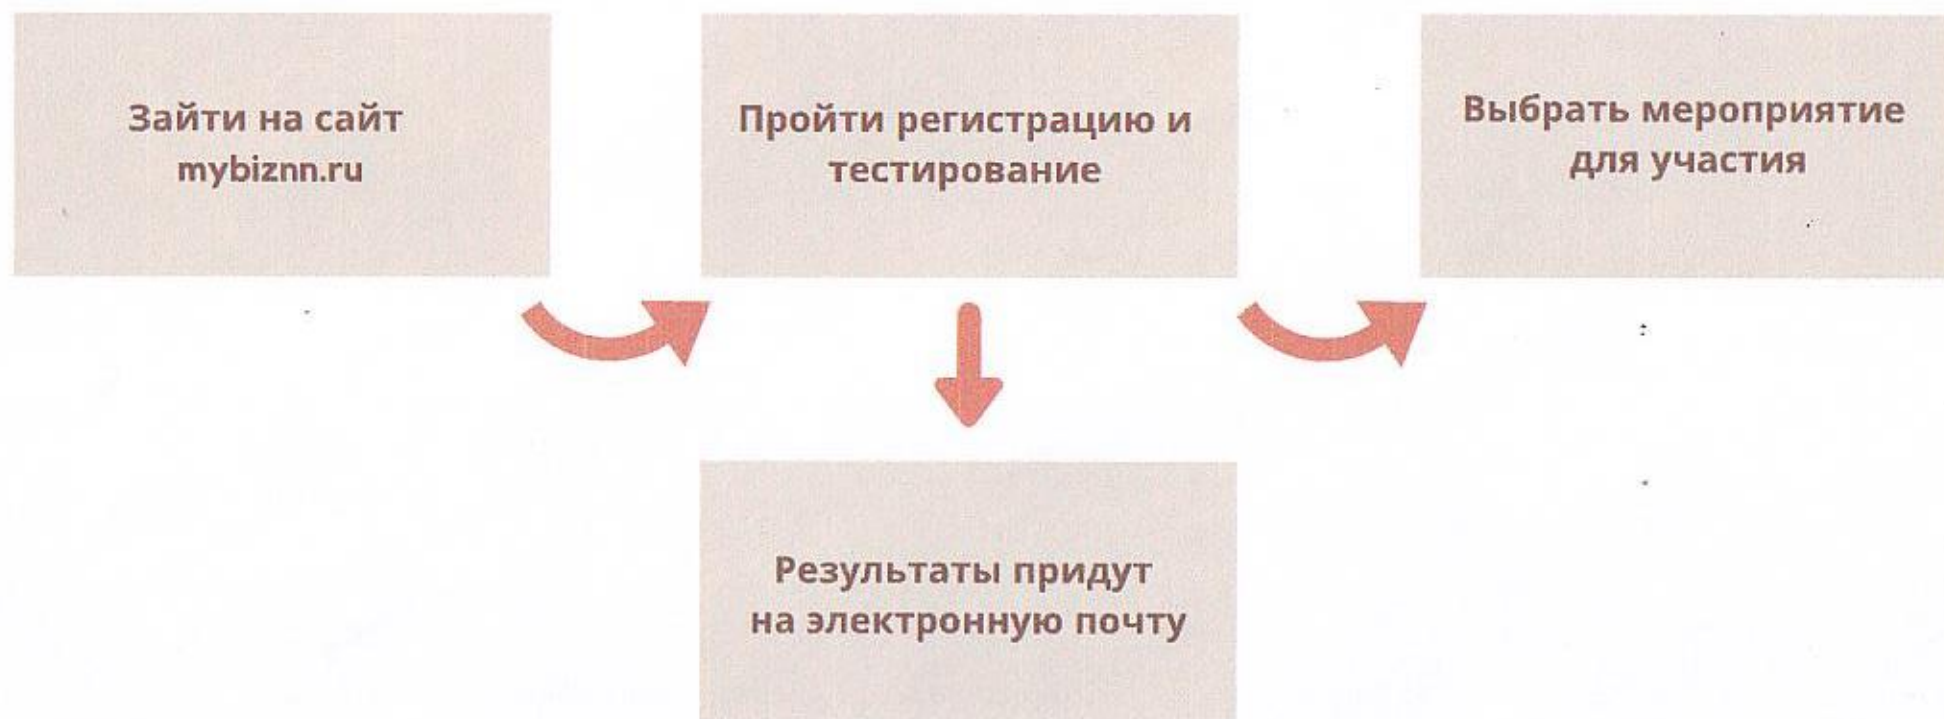 Зайти на сайт
mybiznn.ru
Пройти регистрацию и
тестирование
Выбрать мероприятие
для участия
Результаты придут
на электронную почту